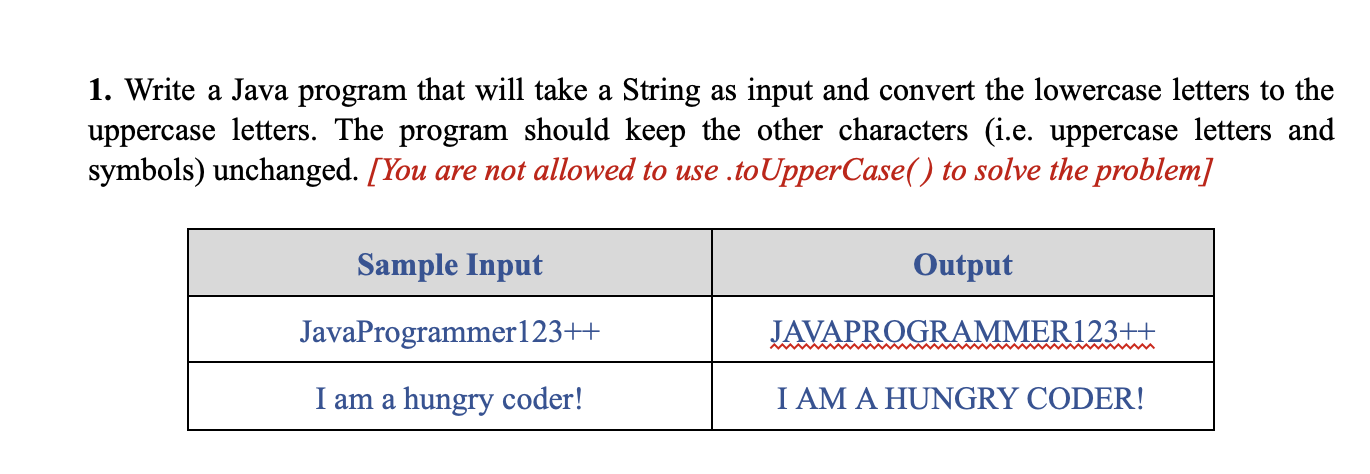 1. Write a Java program that will take a String as input and convert the lowercase letters to the
uppercase letters. The program should keep the other characters (i.e. uppercase letters and
symbols) unchanged. [You are not allowed to use .toUpperCase( ) to solve the problem]
Sample Input
Output
JavaProgrammer123++
JAVAPROGRAMMER123++
I am a hungry coder!
I AM A HUNGRY CODER!